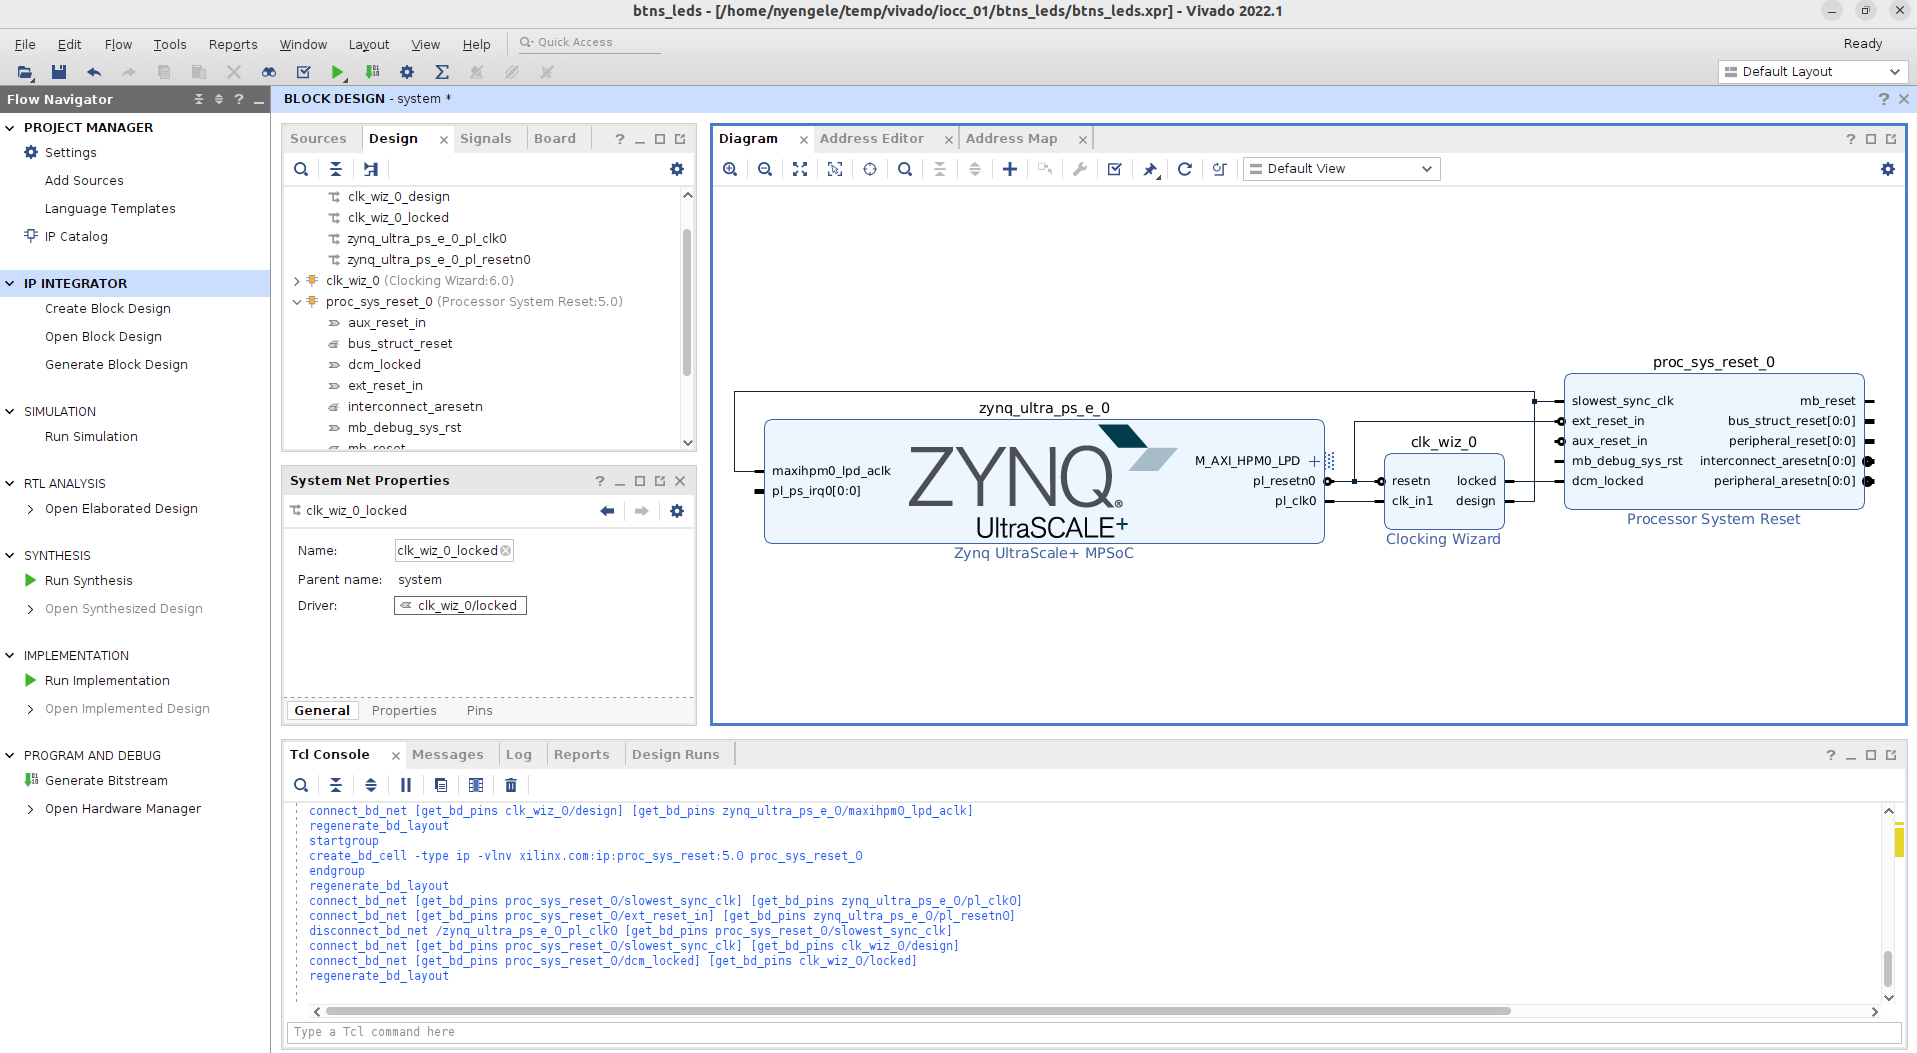 btns_leds - [/home/nyengele/temp/vivado/iocc_01/btns_leds/btns_leds.xpr] - Vivado 2022.1
File Edit Flow Tools Reports Window Layout View Help Quick Access Ready
Default Layout
Flow Navigator ? _
PROJECT MANAGER
Settings
Add Sources
Language Templates
IP Catalog
IP INTEGRATOR
Create Block Design
Open Block Design
Generate Block Design
SIMULATION
Run Simulation
RTL ANALYSIS
Open Elaborated Design
SYNTHESIS
Run Synthesis
Open Synthesized Design
IMPLEMENTATION
Run Implementation
Open Implemented Design
PROGRAM AND DEBUG
Generate Bitstream
Open Hardware Manager
BLOCK DESIGN - system *
Sources Design Signals Board
clk_wiz_0_design
clk_wiz_0_locked
zynq_ultra_ps_e_0_pl_clk0
zynq_ultra_ps_e_0_pl_resetn0
clk_wiz_0 (Clocking Wizard:6.0)
proc_sys_reset_0 (Processor System Reset:5.0)
aux_reset_in
bus_struct_reset
dcm_locked
ext_reset_in
interconnect_aresetn
mb_debug_sys_rst
mb_reset
System Net Properties
clk_wiz_0_locked
Name: clk_wiz_0_locked
Parent name: system
Driver: clk_wiz_0/locked
General Properties Pins
Diagram Address Editor Address Map
Default View
zynq_ultra_ps_e_0
maxihpm0_lpd_aclk
pl_ps_irq0[0:0]
ZYNQ®
UltraSCALE+
M_AXI_HPM0_LPD
pl_resetn0
pl_clk0
Zynq UltraScale+ MPSoC
clk_wiz_0
resetn locked
clk_in1 design
Clocking Wizard
proc_sys_reset_0
slowest_sync_clk mb_reset
ext_reset_in bus_struct_reset[0:0]
aux_reset_in peripheral_reset[0:0]
mb_debug_sys_rst interconnect_aresetn[0:0]
dcm_locked peripheral_aresetn[0:0]
Processor System Reset
Tcl Console Messages Log Reports Design Runs
connect_bd_net [get_bd_pins clk_wiz_0/design] [get_bd_pins zynq_ultra_ps_e_0/maxihpm0_lpd_aclk]
regenerate_bd_layout
startgroup
create_bd_cell -type ip -vlnv xilinx.com:ip:proc_sys_reset:5.0 proc_sys_reset_0
endgroup
regenerate_bd_layout
connect_bd_net [get_bd_pins proc_sys_reset_0/slowest_sync_clk] [get_bd_pins zynq_ultra_ps_e_0/pl_clk0]
connect_bd_net [get_bd_pins proc_sys_reset_0/ext_reset_in] [get_bd_pins zynq_ultra_ps_e_0/pl_resetn0]
disconnect_bd_net /zynq_ultra_ps_e_0_pl_clk0 [get_bd_pins proc_sys_reset_0/slowest_sync_clk]
connect_bd_net [get_bd_pins proc_sys_reset_0/slowest_sync_clk] [get_bd_pins clk_wiz_0/design]
connect_bd_net [get_bd_pins proc_sys_reset_0/dcm_locked] [get_bd_pins clk_wiz_0/locked]
regenerate_bd_layout
Type a Tcl command here